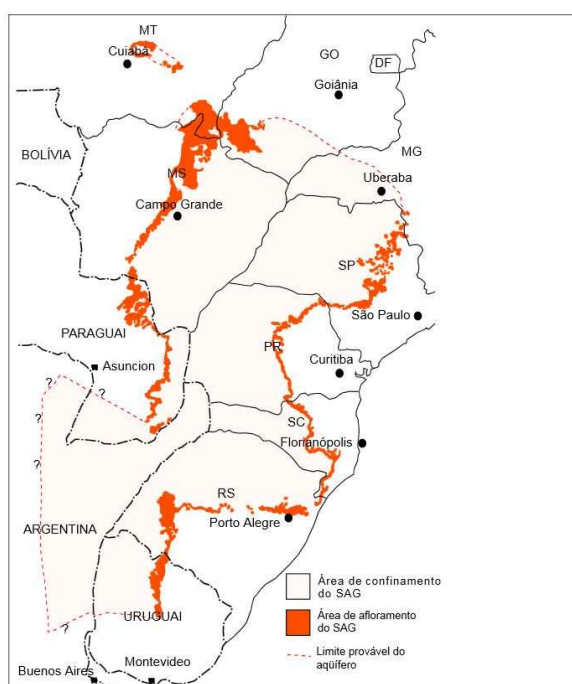 MT
Cuiabá
GO
DF
Goiânia
BOLÍVIA
MG
MS
Uberaba
Campo Grande
SP
PARAGUAI
São Paulo
Asuncion
PR
Curitiba
?
?
?
SC
?
Florianópolis
RS
ARGENTINA
Porto Alegre
URUGUAI
?
Buenos Aires
Montevideo
Área de confinamento
do SAG
Área de afloramento
do SAG
Limite provável do
aqüífero